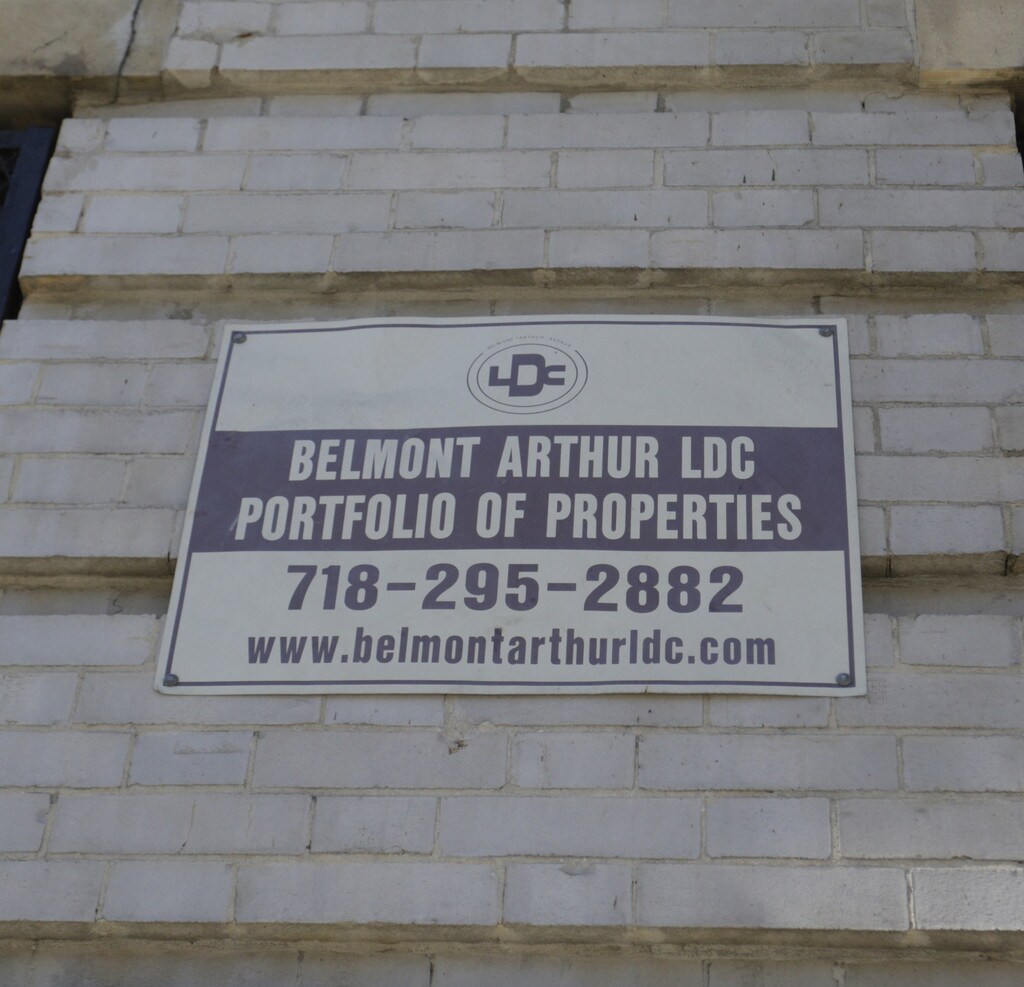 LDC
BELMONT ARTHUR LDC
PORTFOLIO OF PROPERTIES
718-295-2882
www.belmontarthurldc.com